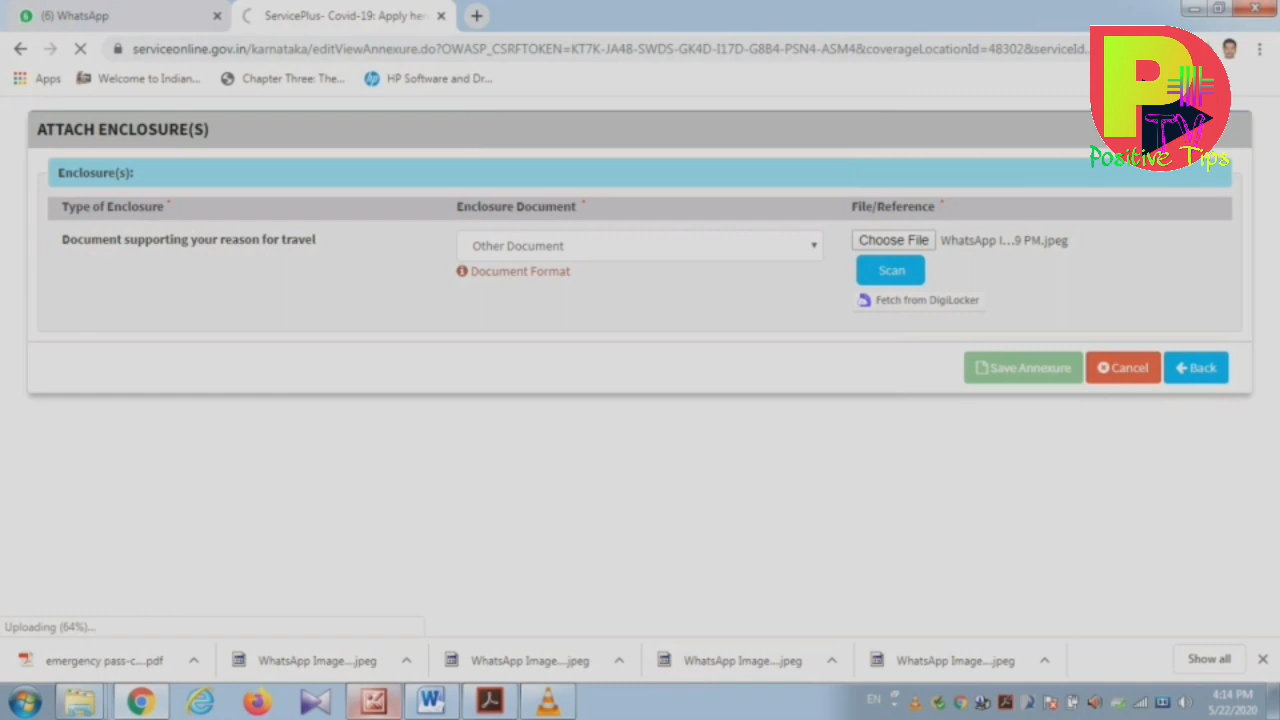 (6) WhatsApp
ServicePlus- Covid-19: Apply her
serviceonline.gov.in/karnataka/editViewAnnexure.do?OWASP_CSRFTOKEN=KT7K-JA48-SWDS-GK4D-I17D-G8B4-PSN4-ASM4&coverageLocationId=48302&serviceId...
Apps
Welcome to Indian...
Chapter Three: The...
HP Software and Dr...
P
TV
Positive Tips
ATTACH ENCLOSURE(S)
Enclosure(s):
Type of Enclosure *
Enclosure Document *
File/Reference *
Document supporting your reason for travel
Other Document
Choose File WhatsApp I...9 PM.jpeg
Document Format
Scan
Fetch from DigiLocker
Save Annexure
Cancel
Back
Uploading (64%)...
emergency pass-c....pdf
WhatsApp Image....jpeg
WhatsApp Image....jpeg
WhatsApp Image....jpeg
WhatsApp Image....jpeg
Show all
EN
4:14 PM
5/22/2020